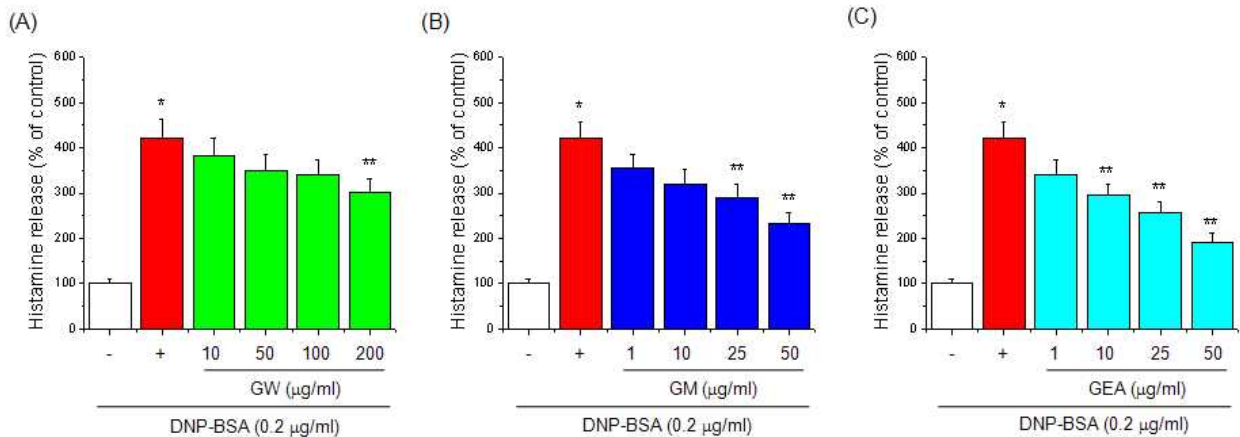 (A)
Histamine release (% of control)
600
500
400
300
200
100
0
*
**
- + 10 50 100 200
GW (μg/ml)
DNP-BSA (0.2 μg/ml)
(B)
Histamine release (% of control)
600
500
400
300
200
100
0
*
**
**
- + 1 10 25 50
GM (μg/ml)
DNP-BSA (0.2 μg/ml)
(C)
Histamine release (% of control)
600
500
400
300
200
100
0
*
**
**
**
- + 1 10 25 50
GEA (μg/ml)
DNP-BSA (0.2 μg/ml)